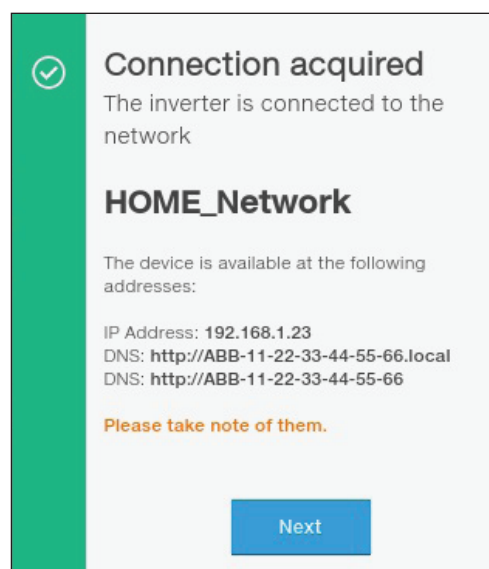 Connection acquired
The inverter is connected to the
network
HOME_Network
The device is available at the following
addresses:
IP Address: 192.168.1.23
DNS: http://ABB-11-22-33-44-55-66.local
DNS: http://ABB-11-22-33-44-55-66
Please take note of them.
Next